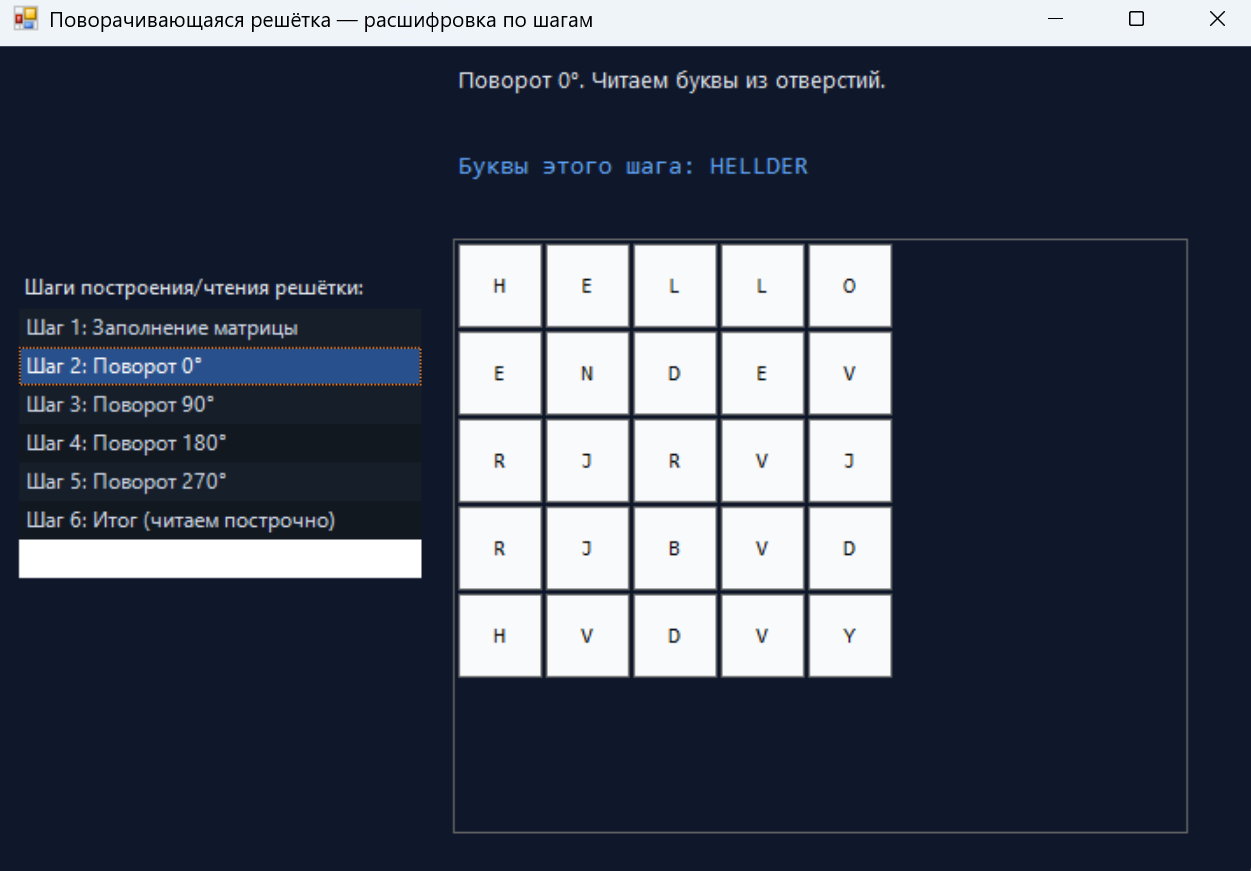 Поворачивающаяся решётка — расшифровка по шагам
Поворот 0°. Читаем буквы из отверстий.
Буквы этого шага: HELLDER
Шаги построения/чтения решётки:
Шаг 1: Заполнение матрицы
Шаг 2: Поворот 0°
Шаг 3: Поворот 90°
Шаг 4: Поворот 180°
Шаг 5: Поворот 270°
Шаг 6: Итог (читаем построчно)
H E L L O
E N D E V
R J R V J
R J B V D
H V D V Y